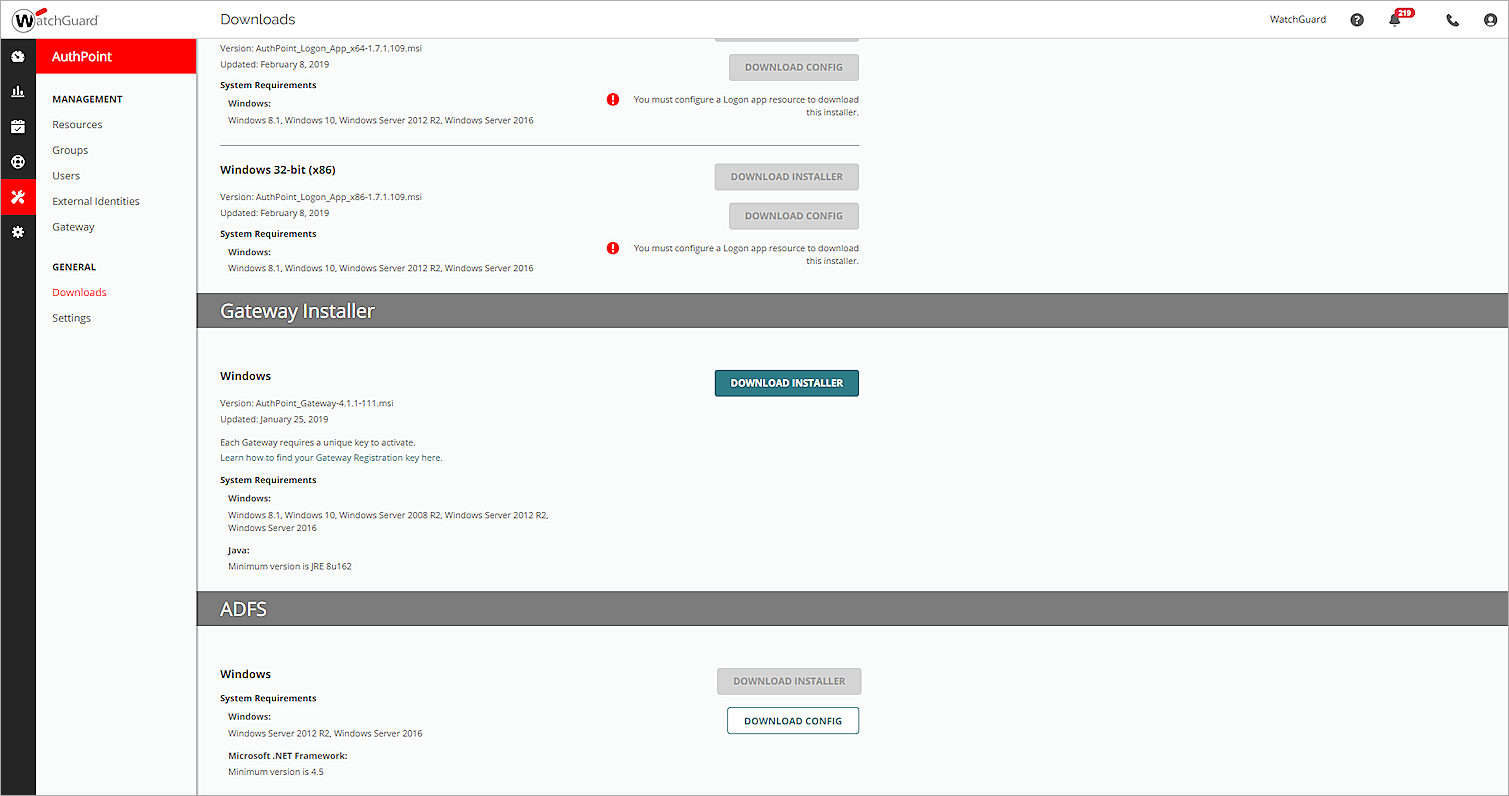 WatchGuard
Downloads
WatchGuard
219
AuthPoint
MANAGEMENT
Resources
Groups
Users
External Identities
Gateway
GENERAL
Downloads
Settings
Version: AuthPoint_Logon_App_x64-1.7.1.109.msi
Updated: February 8, 2019
DOWNLOAD CONFIG
System Requirements
Windows:
Windows 8.1, Windows 10, Windows Server 2012 R2, Windows Server 2016
You must configure a Logon app resource to download
this installer.
Windows 32-bit (x86)
DOWNLOAD INSTALLER
Version: AuthPoint_Logon_App_x86-1.7.1.109.msi
Updated: February 8, 2019
DOWNLOAD CONFIG
System Requirements
Windows:
Windows 8.1, Windows 10, Windows Server 2012 R2, Windows Server 2016
You must configure a Logon app resource to download
this installer.
Gateway Installer
Windows
DOWNLOAD INSTALLER
Version: AuthPoint_Gateway-4.1.1-111.msi
Updated: January 25, 2019
Each Gateway requires a unique key to activate.
Learn how to find your Gateway Registration key here.
System Requirements
Windows:
Windows 8.1, Windows 10, Windows Server 2008 R2, Windows Server 2012 R2,
Windows Server 2016
Java:
Minimum version is JRE 8u162
ADFS
Windows
DOWNLOAD INSTALLER
System Requirements
Windows:
Windows Server 2012 R2, Windows Server 2016
DOWNLOAD CONFIG
Microsoft .NET Framework:
Minimum version is 4.5